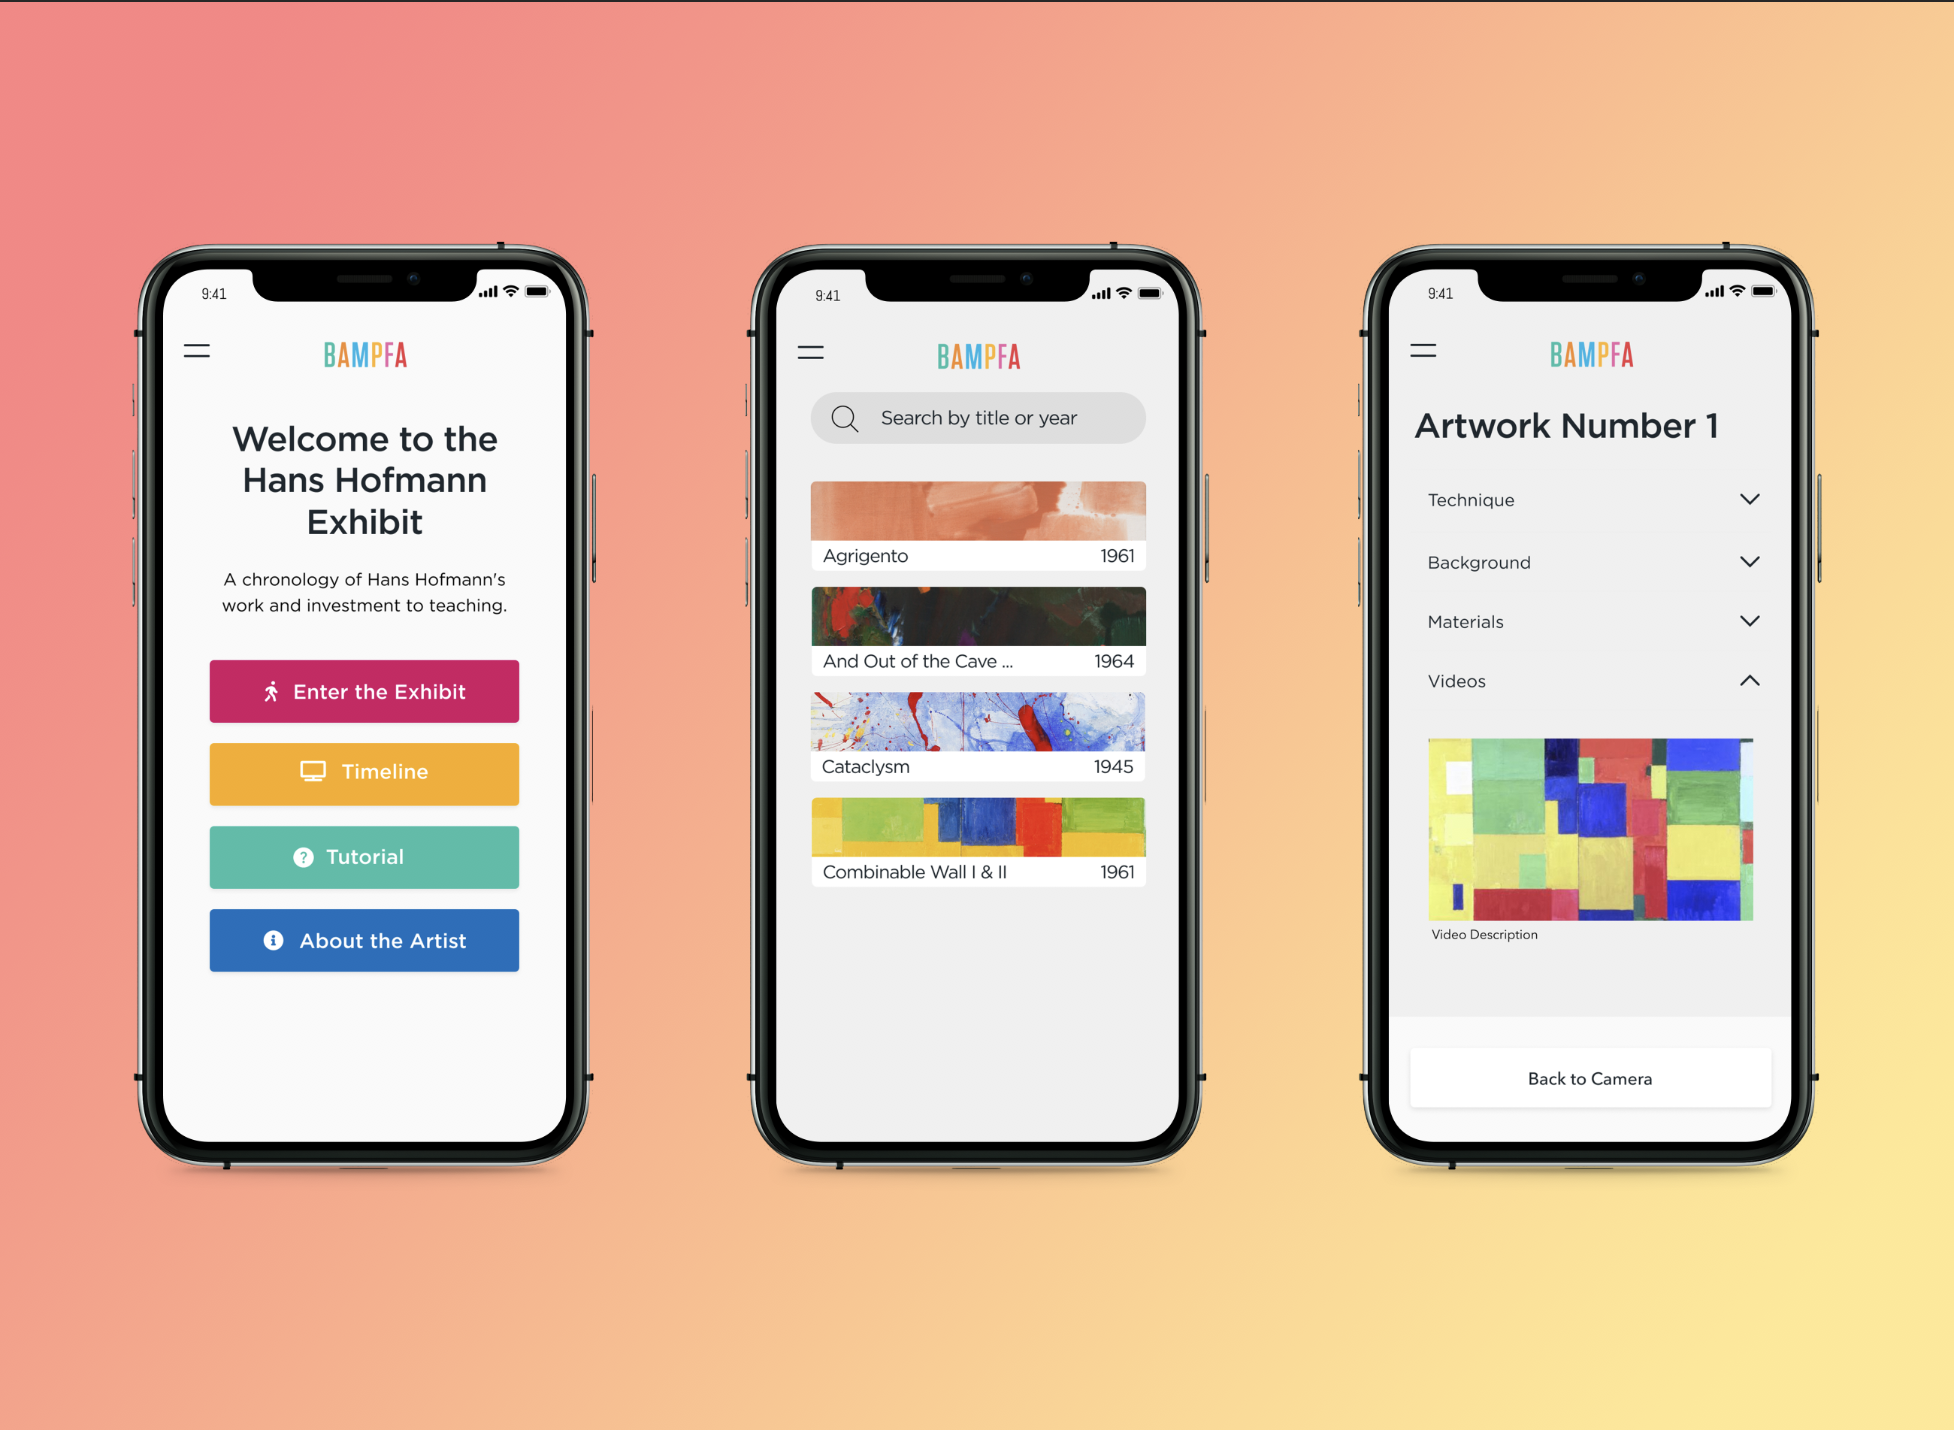 9:41
BAMPFA
Welcome to the
Hans Hofmann
Exhibit
A chronology of Hans Hofmann's
work and investment to teaching.
Enter the Exhibit
Timeline
? Tutorial
i About the Artist
9:41
BAMPFA
Search by title or year
Agrigento 1961
And Out of the Cave ... 1964
Cataclysm 1945
Combinable Wall I & II 1961
9:41
BAMPFA
Artwork Number 1
Technique
Background
Materials
Videos
Video Description
Back to Camera